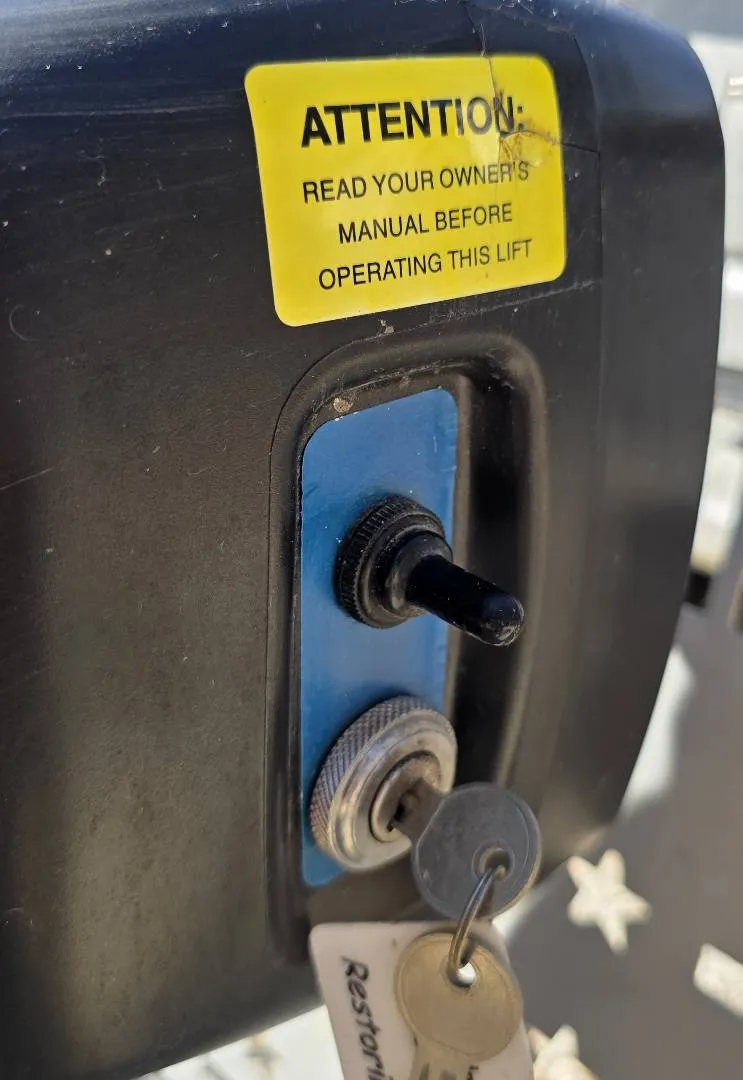 ATTENTION:
READ YOUR OWNER'S
MANUAL BEFORE
OPERATING THIS LIFT